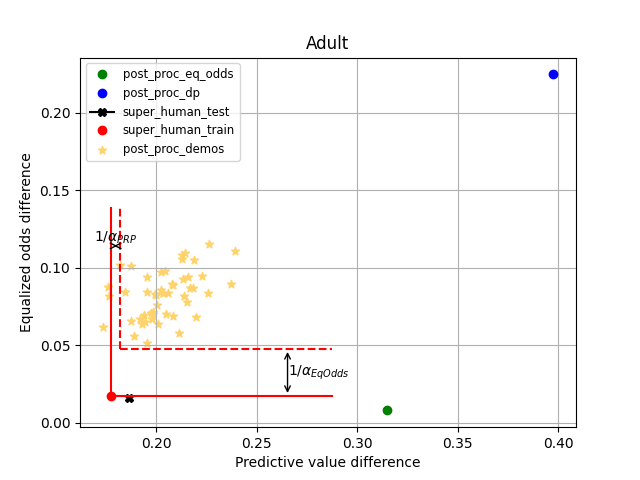 Adult
post_proc_eq_odds
post_proc_dp
super_human_test
super_human_train
post_proc_demos
Equalized odds difference
0.20
0.15
0.10
0.05
0.00
1/α_PRP
1/α_EqOdds
0.20 0.25 0.30 0.35 0.40
Predictive value difference